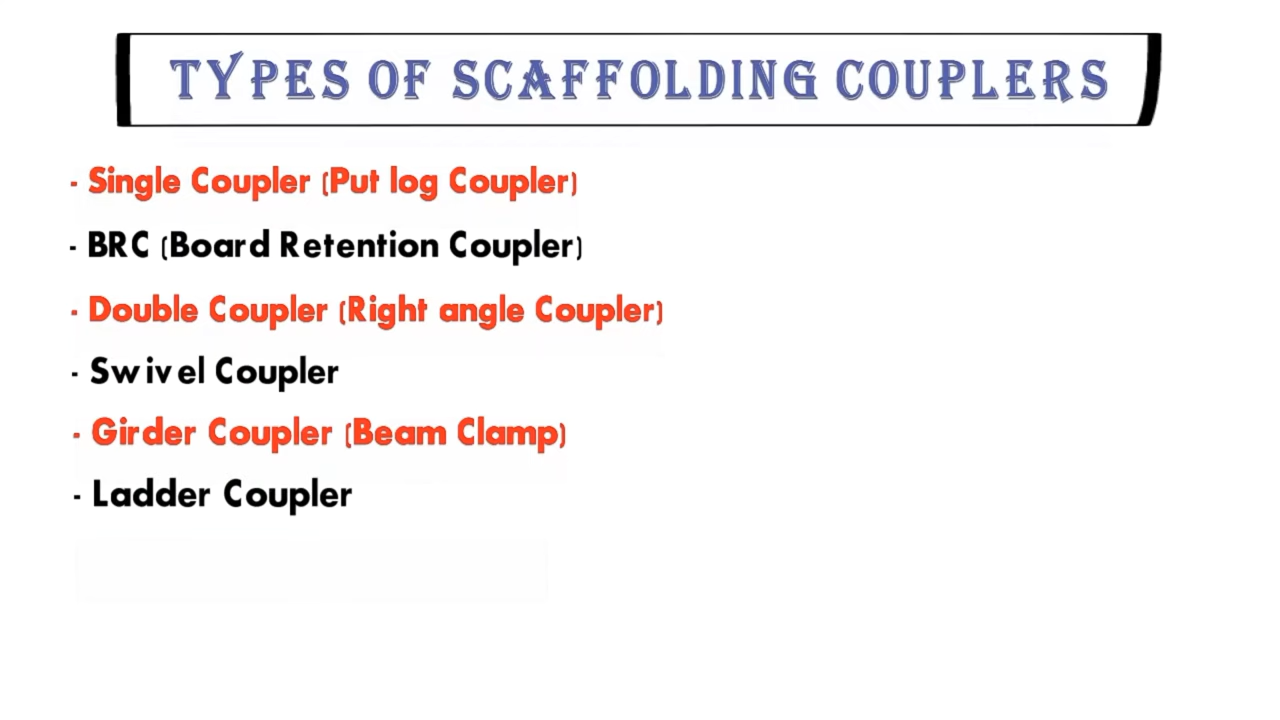 TYPES OF SCAFFOLDING COUPLERS
- Single Coupler (Put log Coupler)
- BRC (Board Retention Coupler)
- Double Coupler (Right angle Coupler)
- Swivel Coupler
- Girder Coupler (Beam Clamp)
- Ladder Coupler